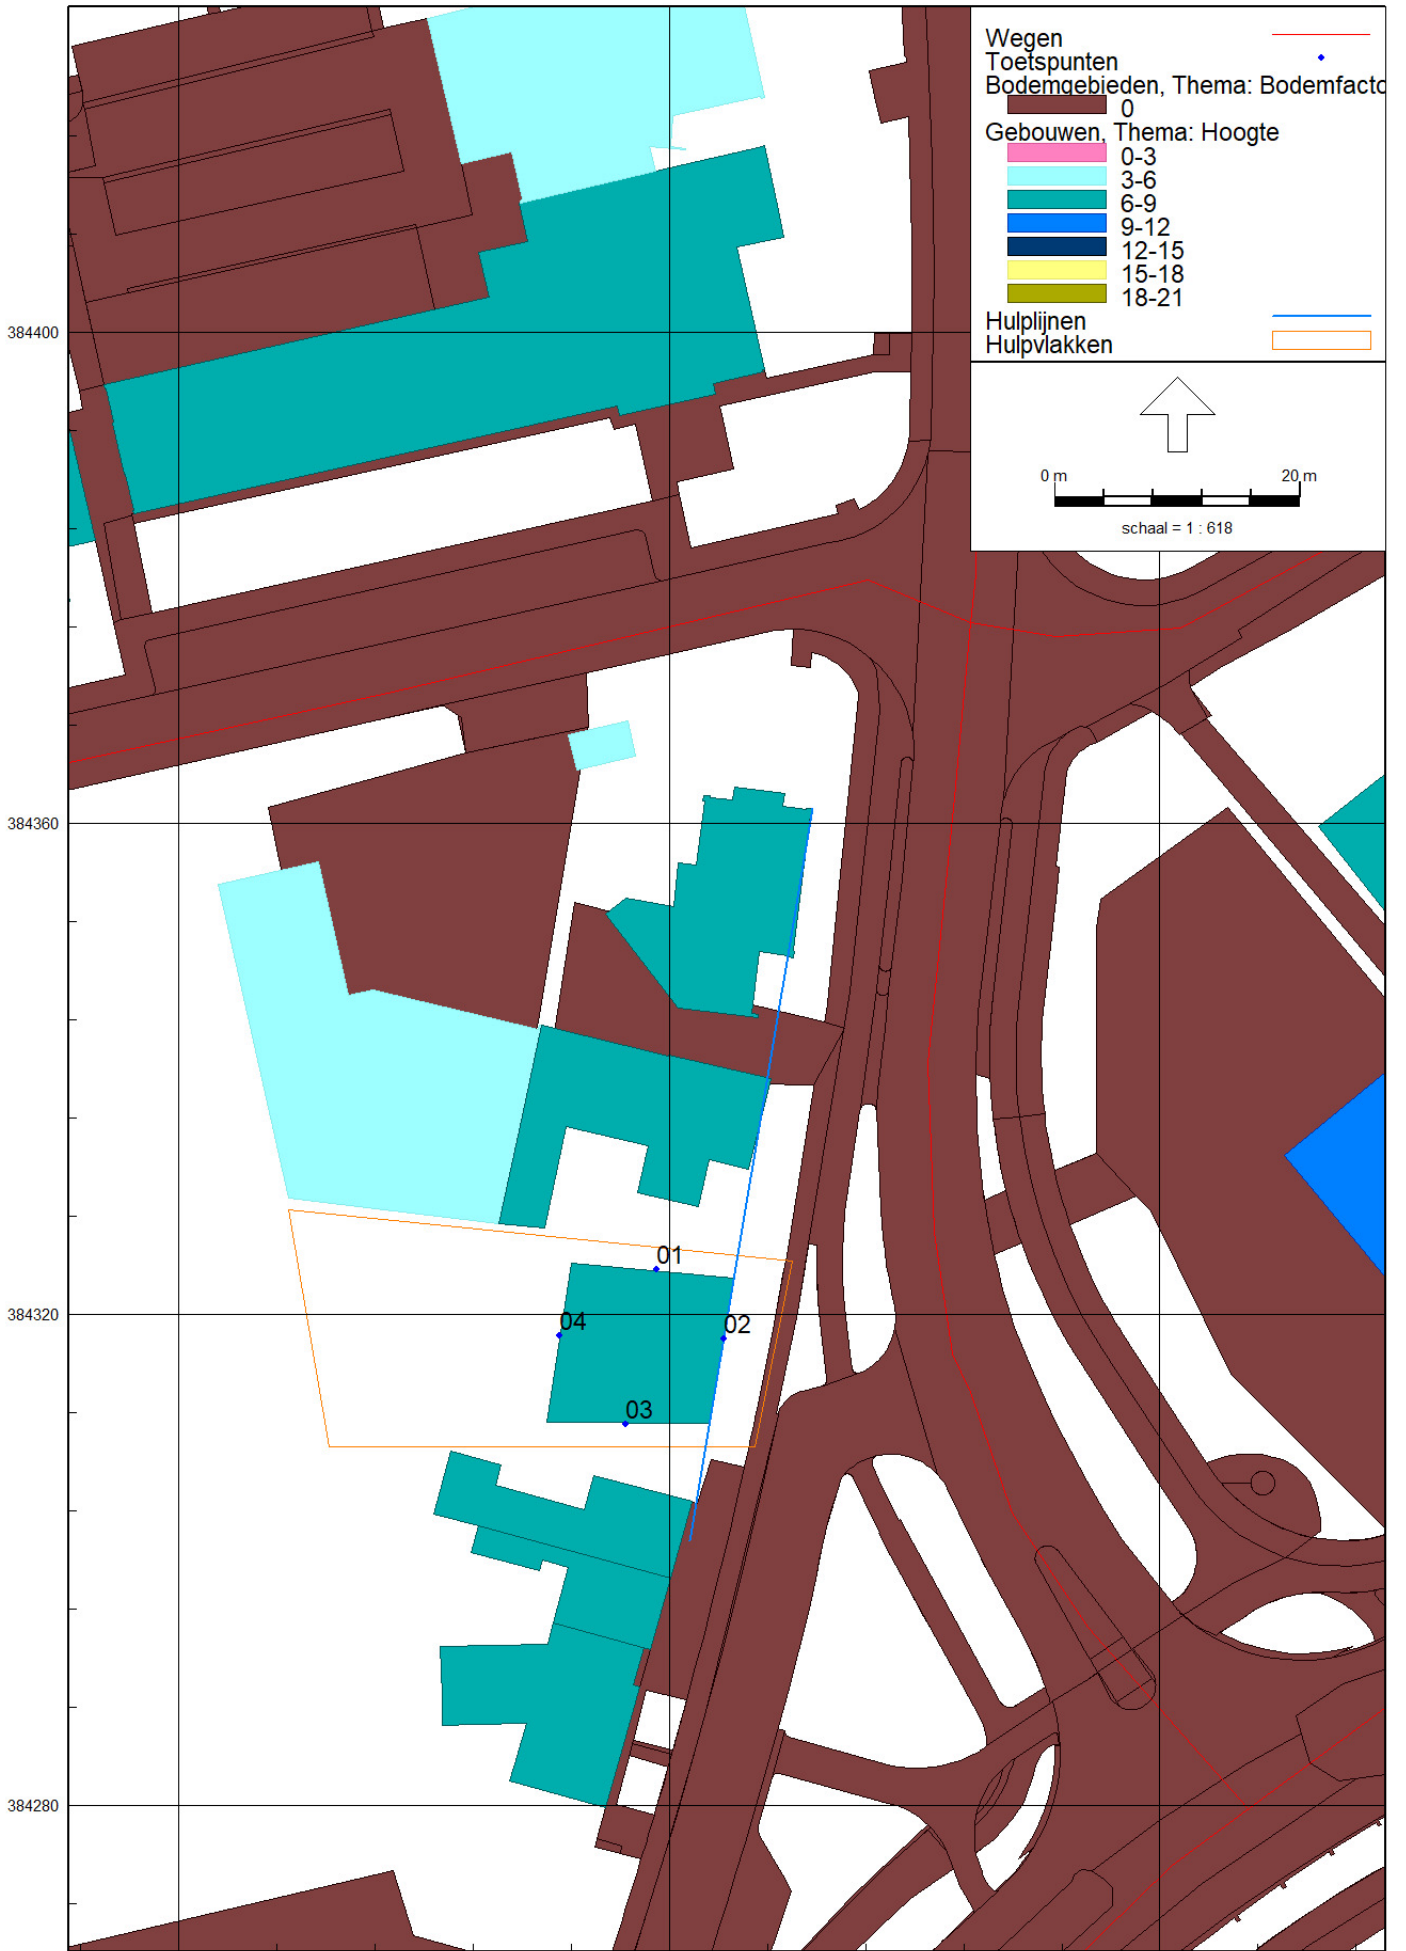 Wegen
Toetspunten
Bodemgebieden, Thema: Bodemfacto
0
Gebouwen, Thema: Hoogte
0-3
3-6
6-9
9-12
12-15
15-18
18-21
Hulplijnen
Hulpvlakken
384400
0 m 20 m
schaal = 1 : 618
384360
01
384320
04
02
03
384280